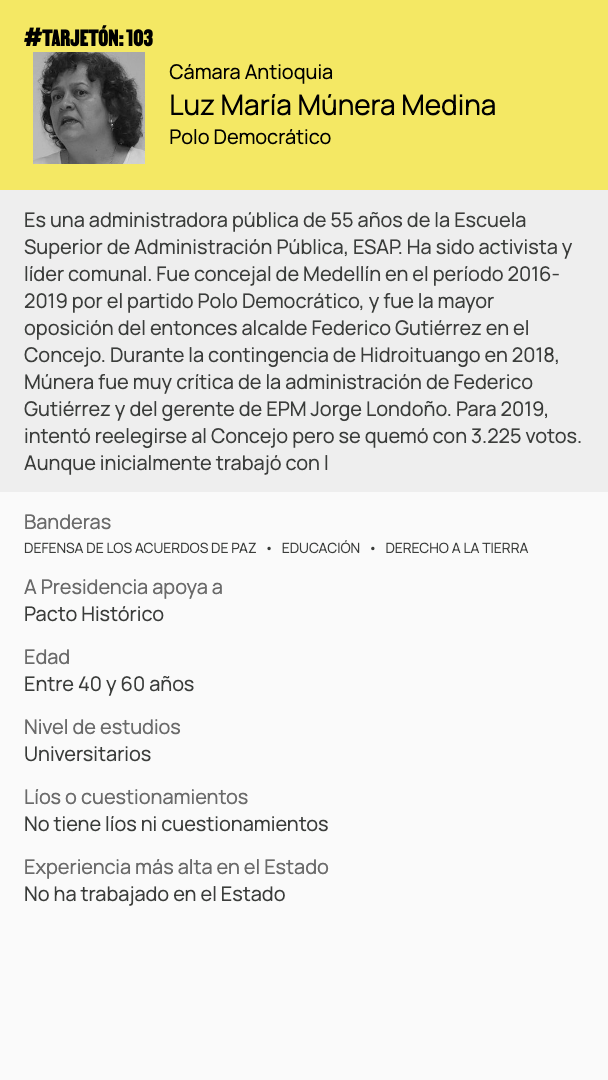 #TARJETÓN: 103
Cámara Antioquia
Luz María Múnera Medina
Polo Democrático
Es una administradora pública de 55 años de la Escuela
Superior de Administración Pública, ESAP. Ha sido activista y
líder comunal. Fue concejal de Medellín en el período 2016-
2019 por el partido Polo Democrático, y fue la mayor
oposición del entonces alcalde Federico Gutiérrez en el
Concejo. Durante la contingencia de Hidroituango en 2018,
Múnera fue muy crítica de la administración de Federico
Gutiérrez y del gerente de EPM Jorge Londoño. Para 2019,
intentó reelegirse al Concejo pero se quemó con 3.225 votos.
Aunque inicialmente trabajó con l
Banderas
DEFENSA DE LOS ACUERDOS DE PAZ • EDUCACIÓN • DERECHO A LA TIERRA
A Presidencia apoya a
Pacto Histórico
Edad
Entre 40 y 60 años
Nivel de estudios
Universitarios
Líos o cuestionamientos
No tiene líos ni cuestionamientos
Experiencia más alta en el Estado
No ha trabajado en el Estado